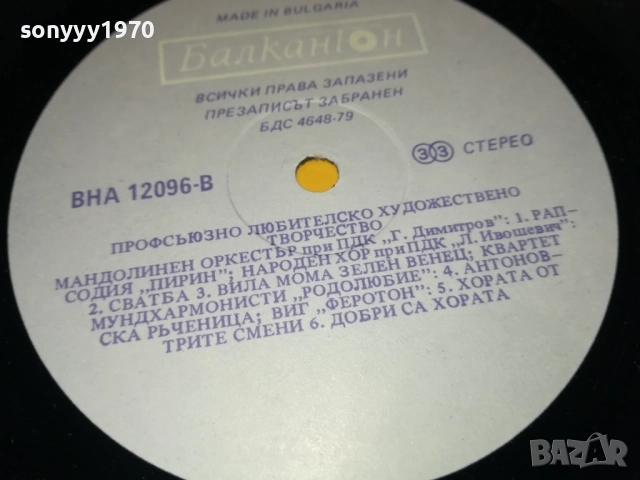 sonyyy1970
MADE IN BULGARIA
Балкантон
ВСИЧКИ ПРАВА ЗАПАЗЕНИ
ПРЕЗАПИСЪТ ЗАБРАНЕН
БДС 4648-79
ВНА 12096-В
33 СТЕРЕО
ПРОФСЪЮЗНО ЛЮБИТЕЛСКО ХУДОЖЕСТВЕНО
ТВОРЧЕСТВО
МАНДОЛИНЕН ОРКЕСТЪР при ПДК „Г. Димитров": 1. РАП-
СОДИЯ „ПИРИН"; НАРОДЕН ХОР при ПДК „Л. Ивошевич":
2. СВАТБА 3. ВИЛА МОМА ЗЕЛЕН ВЕНЕЦ; КВАРТЕТ
МУНДХАРМОНИСТИ „РОДОЛЮБИЕ": 4. АНТОНОВ-
СКА РЪЧЕНИЦА; ВИГ „ФЕРОТОН": 5. ХОРАТА ОТ
ТРИТЕ СМЕНИ 6. ДОБРИ СА ХОРАТА
BAZAR